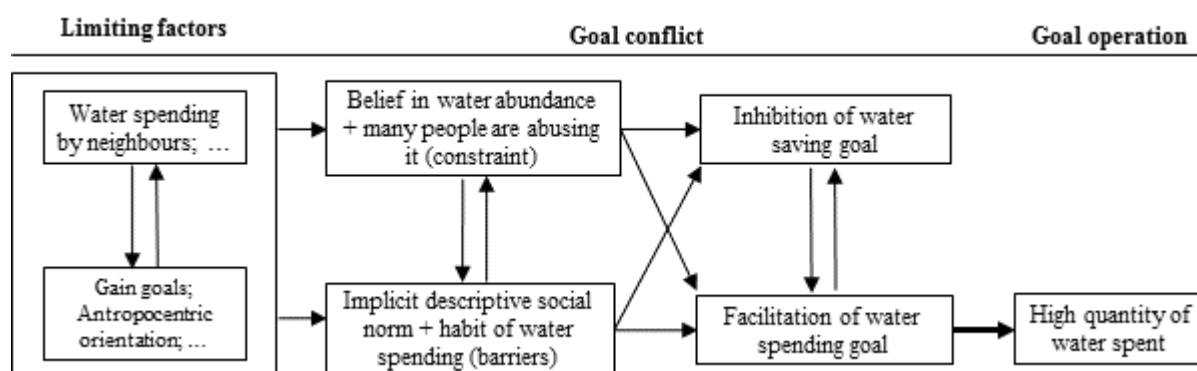 Limiting factors
Goal conflict
Goal operation
Water spending
by neighbours; …
Belief in water abundance
+ many people are abusing
it (constraint)
Inhibition of water
saving goal
Gain goals;
Antropocentric
orientation; …
Implicit descriptive social
norm + habit of water
spending (barriers)
Facilitation of water
spending goal
High quantity of
water spent